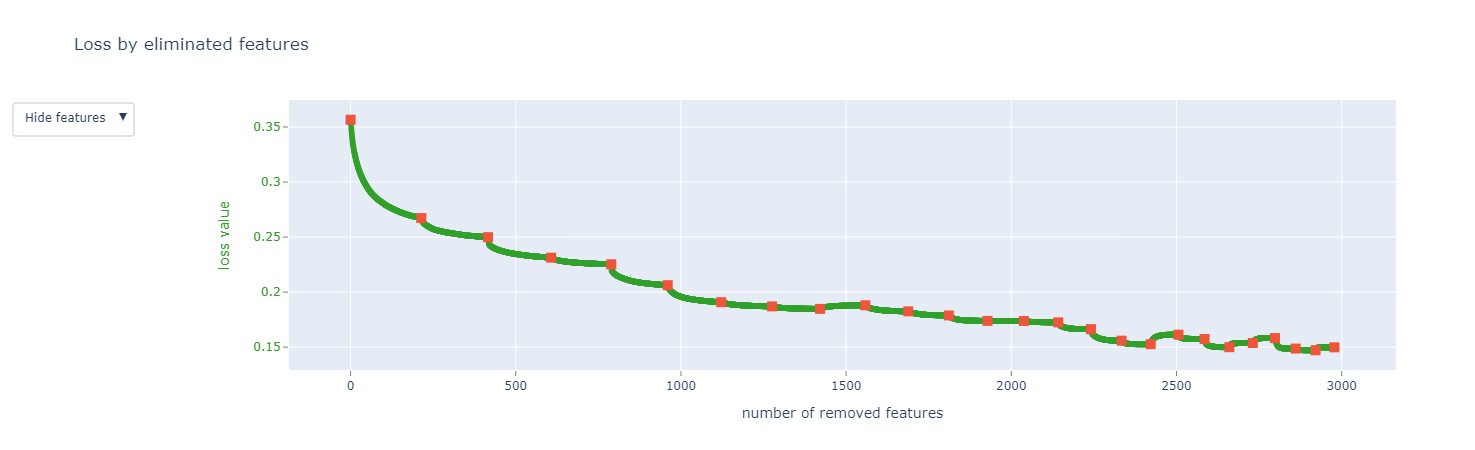 Loss by eliminated features
Hide features ▼
0.35
0.3
0.25
0.2
0.15
loss value
0 500 1000 1500 2000 2500 3000
number of removed features